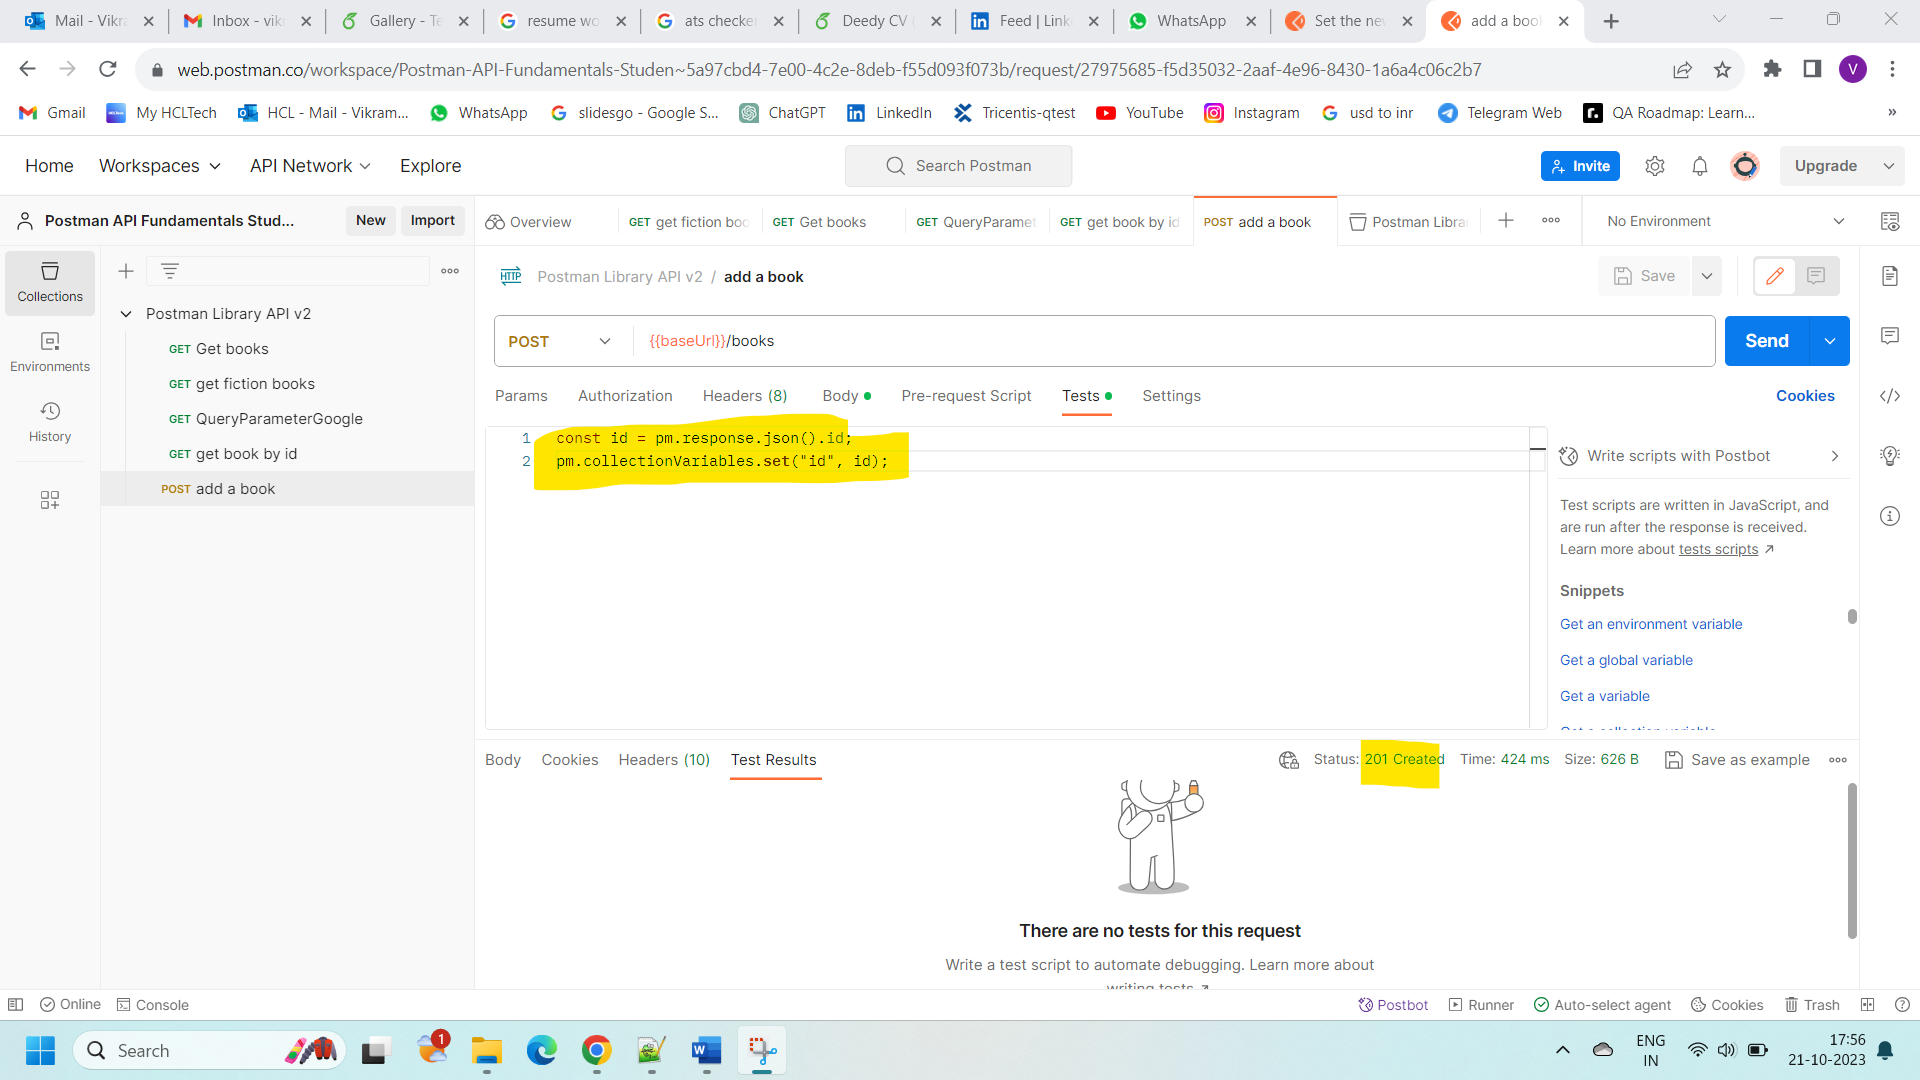 Mail - Vikra
Inbox - vikr
Gallery - Te
resume wo
ats checke
Deedy CV (
Feed | Link
WhatsApp
Set the ne
add a boo
web.postman.co/workspace/Postman-API-Fundamentals-Studen~5a97cbd4-7e00-4c2e-8deb-f55d093f073b/request/27975685-f5d35032-2aaf-4e96-8430-1a6a4c06c2b7
V
Gmail
My HCLTech
HCL - Mail - Vikram...
WhatsApp
slidesgo - Google S...
ChatGPT
LinkedIn
Tricentis-qtest
YouTube
Instagram
usd to inr
Telegram Web
QA Roadmap: Learn...
»
Home
Workspaces
API Network
Explore
Search Postman
Invite
Upgrade
Postman API Fundamentals Stud...
New
Import
Overview
GET get fiction boo
GET Get books
GET QueryParamet
GET get book by id
POST add a book
Postman Libra
No Environment
Collections
Environments
History
Postman Library API v2
GET Get books
GET get fiction books
GET QueryParameterGoogle
GET get book by id
POST add a book
HTTP
Postman Library API v2 / add a book
Save
POST
{{baseUrl}}/books
Send
Params
Authorization
Headers (8)
Body
Pre-request Script
Tests
Settings
Cookies
1 const id = pm.response.json().id;
2 pm.collectionVariables.set("id", id);
Write scripts with Postbot
Test scripts are written in JavaScript, and
are run after the response is received.
Learn more about tests scripts ↗
Snippets
Get an environment variable
Get a global variable
Get a variable
Get a collection variable
Body
Cookies
Headers (10)
Test Results
Status: 201 Created
Time: 424 ms
Size: 626 B
Save as example
There are no tests for this request
Write a test script to automate debugging. Learn more about
writing tests ↗
Online
Console
Postbot
Runner
Auto-select agent
Cookies
Trash
Search
1
ENG
IN
17:56
21-10-2023